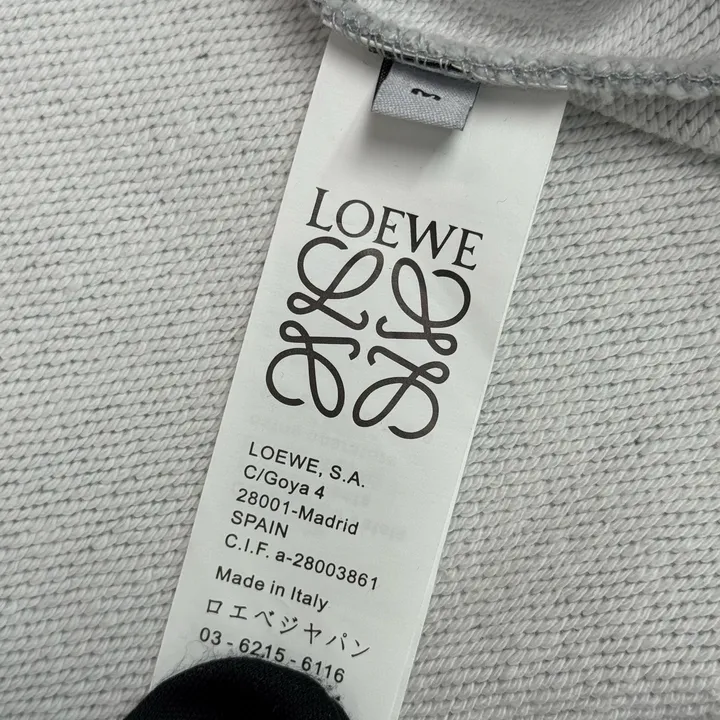 M
LOEWE
LOEWE, S.A.
C/Goya 4
28001-Madrid
SPAIN
C.I.F. a-28003861
Made in Italy
ロエベジャパン
03 - 6215 - 6116